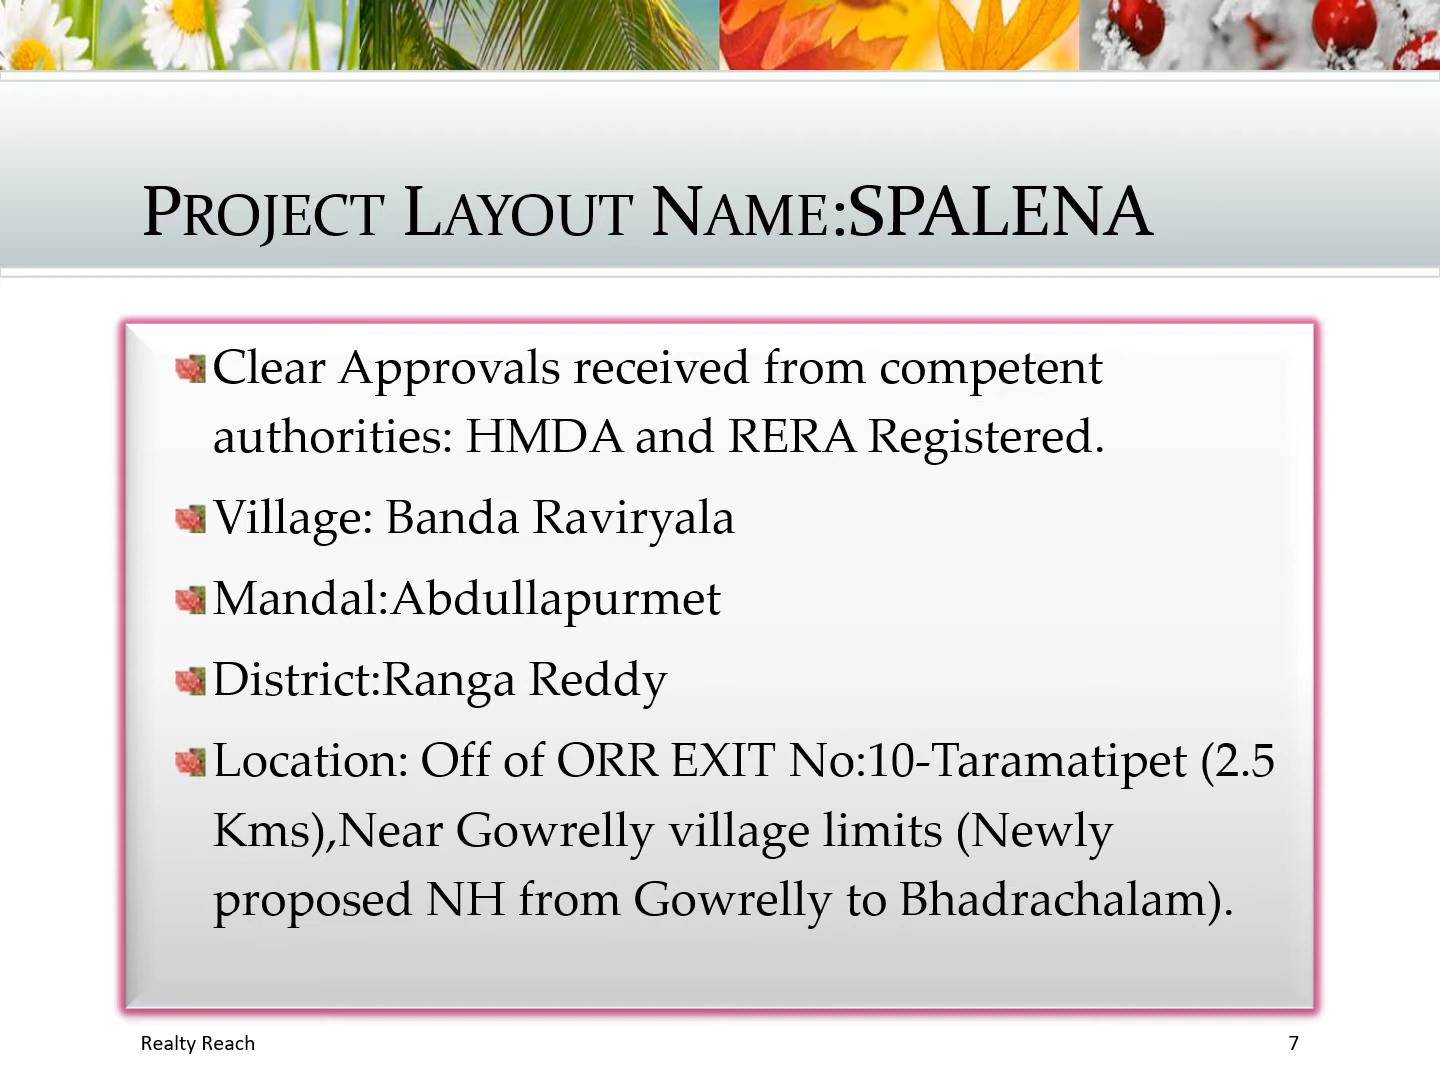 Project Layout Name:SPALENA
Clear Approvals received from competent
authorities: HMDA and RERA Registered.
Village: Banda Raviryala
Mandal:Abdullapurmet
District:Ranga Reddy
Location: Off of ORR EXIT No:10-Taramatipet (2.5
Kms),Near Gowrelly village limits (Newly
proposed NH from Gowrelly to Bhadrachalam).
Realty Reach
7